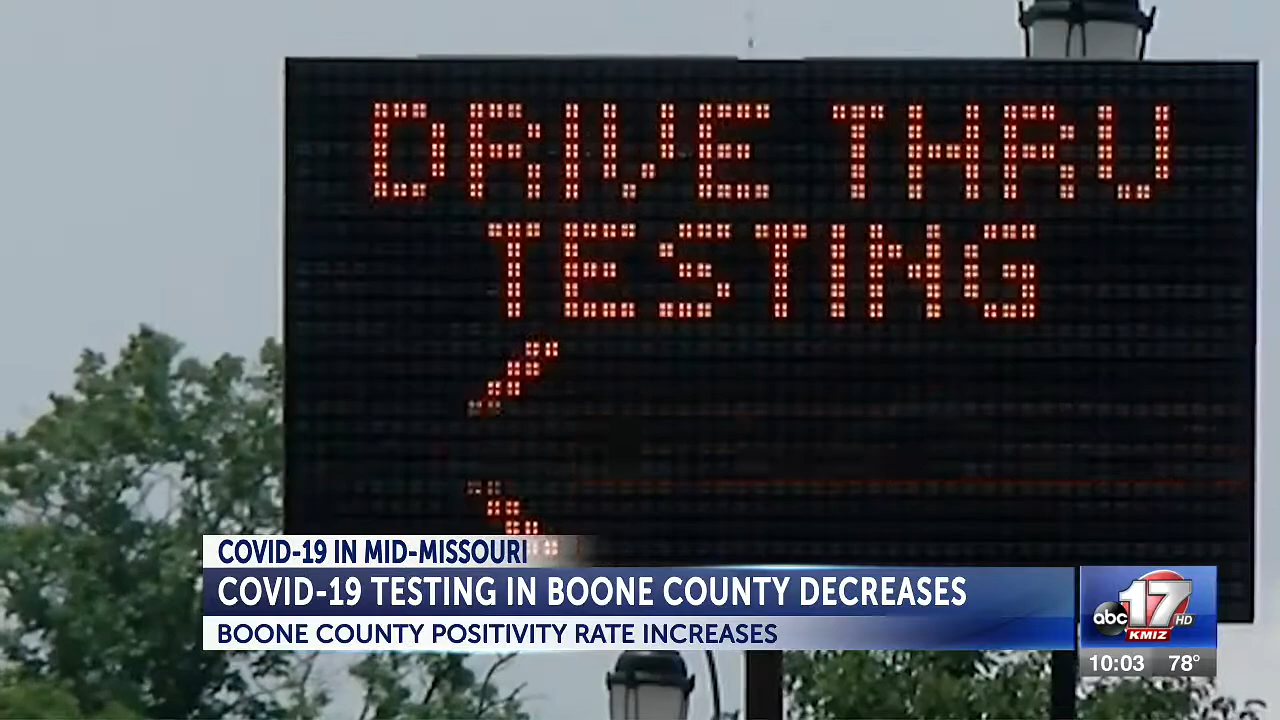 DRIVE THRU
TESTING
COVID-19 IN MID-MISSOURI
COVID-19 TESTING IN BOONE COUNTY DECREASES
BOONE COUNTY POSITIVITY RATE INCREASES
abc 17 HD
KMIZ
10:03 78°